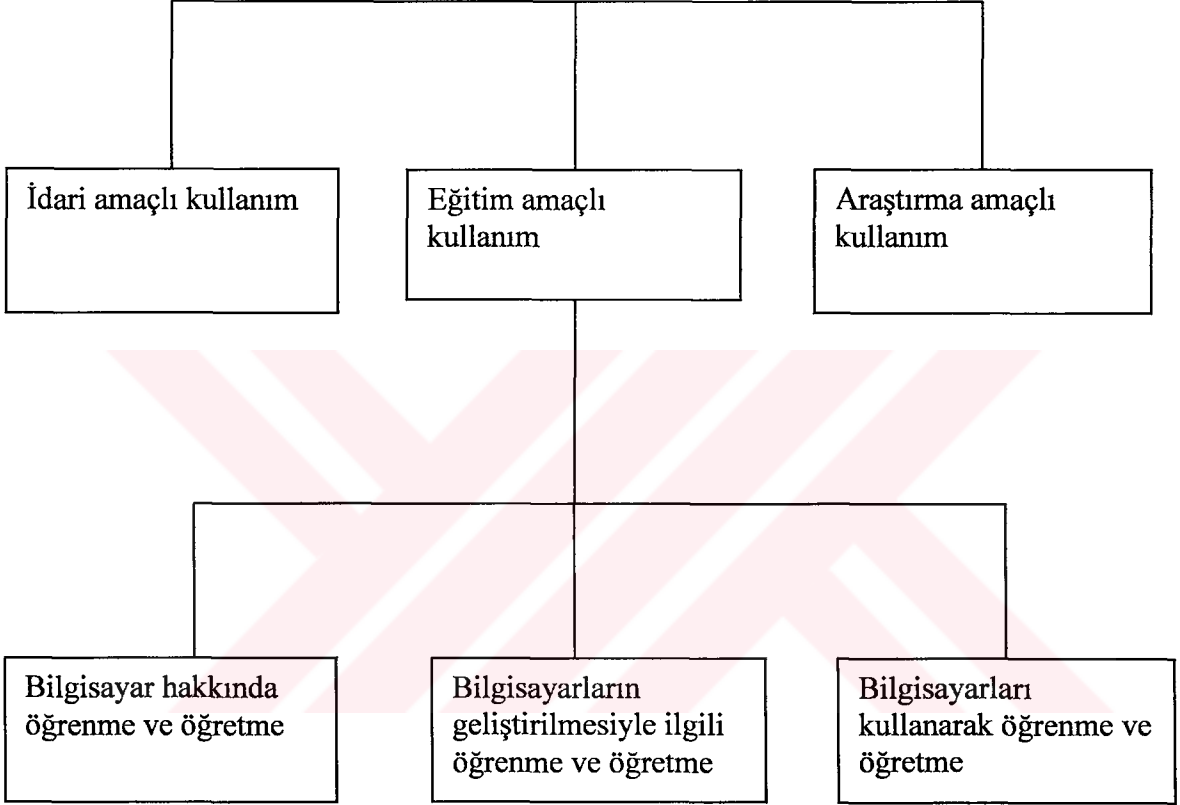 İdari amaçlı kullanım
Eğitim amaçlı
kullanım
Araştırma amaçlı
kullanım
Bilgisayar hakkında
öğrenme ve öğretme
Bilgisayarların
geliştirilmesiyle ilgili
öğrenme ve öğretme
Bilgisayarları
kullanarak öğrenme ve
öğretme